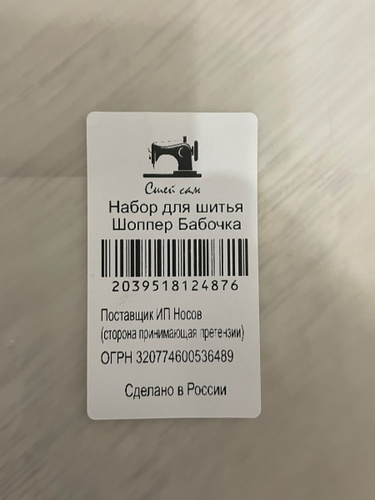 Сшей сам
Набор для шитья
Шоппер Бабочка
2039518124876
Поставщик ИП Носов
(сторона принимающая претензии)
ОГРН 320774600536489
Сделано в России